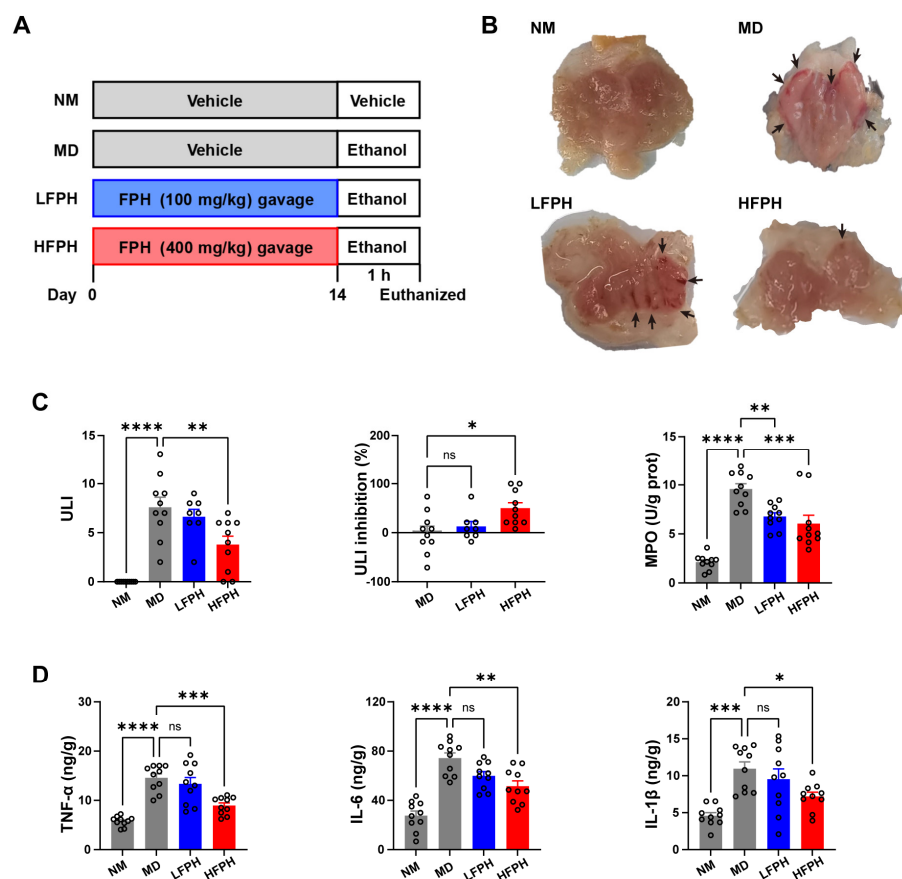 A
NM
Vehicle
Vehicle
MD
Vehicle
Ethanol
LFPH
FPH (100 mg/kg) gavage
Ethanol
HFPH
FPH (400 mg/kg) gavage
Ethanol
1 h
Day
0
14
Euthanized
B
NM
MD
LFPH
HFPH
C
ULI
15
10
5
0
****
**
NM
MD
LFPH
HFPH
ULI inhibition (%)
200
100
0
-100
ns
*
MD
LFPH
HFPH
MPO (U/g prot)
15
10
5
0
****
**
***
NM
MD
LFPH
HFPH
D
TNF-α (ng/g)
30
20
10
0
****
ns
***
NM
MD
LFPH
HFPH
IL-6 (ng/g)
120
80
40
0
****
ns
**
NM
MD
LFPH
HFPH
IL-1β (ng/g)
20
15
10
5
0
***
ns
*
NM
MD
LFPH
HFPH